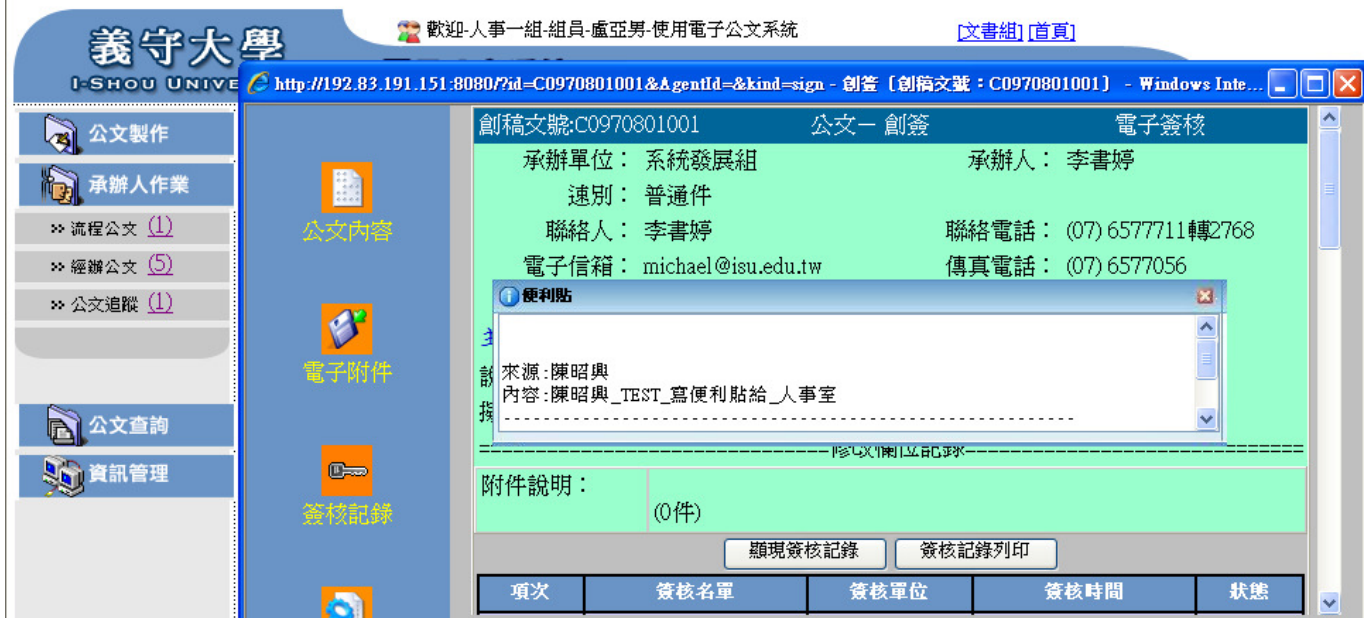 義守大學
I-SHOU UNIVE
歡迎-人事一組-組員-盧亞男-使用電子公文系統
[文書組] [首頁]
http://192.83.191.151:8080/?id=C0970801001&AgentId=&kind=sign - 創簽〔創稿文號：C0970801001〕 - Windows Inte...
公文製作
承辦人作業
流程公文 (1)
經辦公文 (5)
公文追蹤 (1)
公文查詢
資訊管理
公文內容
電子附件
簽核記錄
創稿文號:C0970801001 公文－創簽 電子簽核
承辦單位： 系統發展組 承辦人： 李書婷
速別： 普通件
聯絡人： 李書婷 聯絡電話： (07) 6577711轉2768
電子信箱： michael@isu.edu.tw 傳真電話： (07) 6577056
便利貼
來源:陳昭興
內容:陳昭興_TEST_寫便利貼給_人事室
修改欄位記錄
附件說明：
(0件)
顯現簽核記錄 簽核記錄列印
項次 簽核名單 簽核單位 簽核時間 狀態